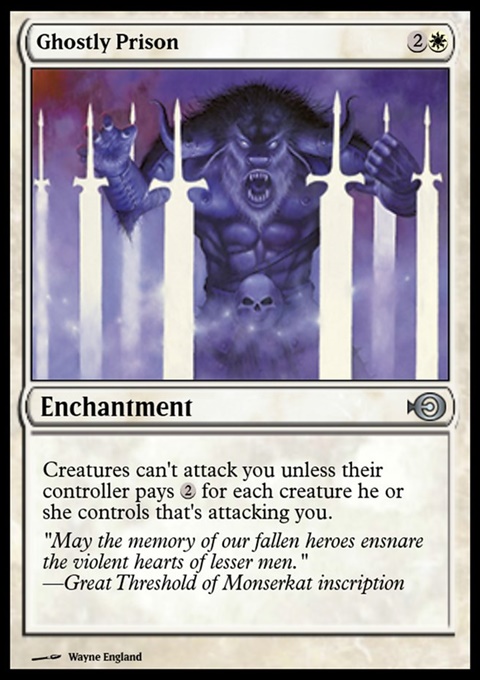 Ghostly Prison 2
Enchantment
Creatures can't attack you unless their
controller pays 2 for each creature he or
she controls that's attacking you.
"May the memory of our fallen heroes ensnare
the violent hearts of lesser men."
—Great Threshold of Monserkat inscription
Wayne England